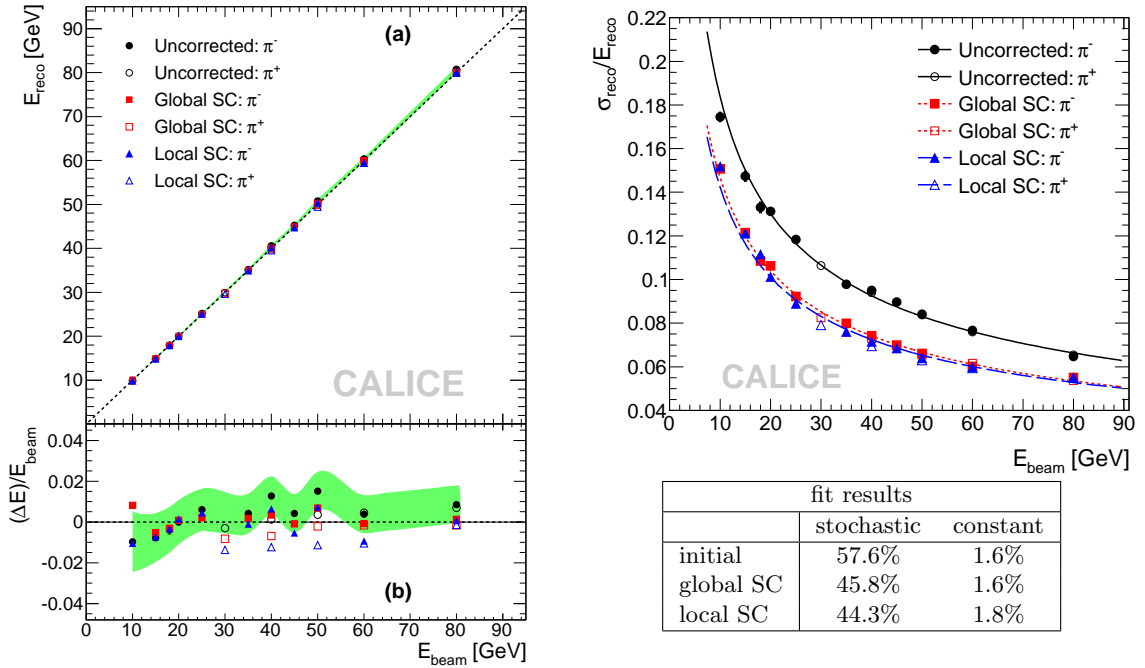 E_reco [GeV]
90
80
70
60
50
40
30
20
10
(a)
Uncorrected: π⁻
Uncorrected: π⁺
Global SC: π⁻
Global SC: π⁺
Local SC: π⁻
Local SC: π⁺
CALICE
(ΔE)/E_beam
0.04
0.02
0
-0.02
-0.04
(b)
0 10 20 30 40 50 60 70 80 90
E_beam [GeV]
σ_reco/E_reco
0.22
0.2
0.18
0.16
0.14
0.12
0.1
0.08
0.06
0.04
Uncorrected: π⁻
Uncorrected: π⁺
Global SC: π⁻
Global SC: π⁺
Local SC: π⁻
Local SC: π⁺
CALICE
0 10 20 30 40 50 60 70 80 90
E_beam [GeV]
fit results
stochastic constant
initial 57.6% 1.6%
global SC 45.8% 1.6%
local SC 44.3% 1.8%